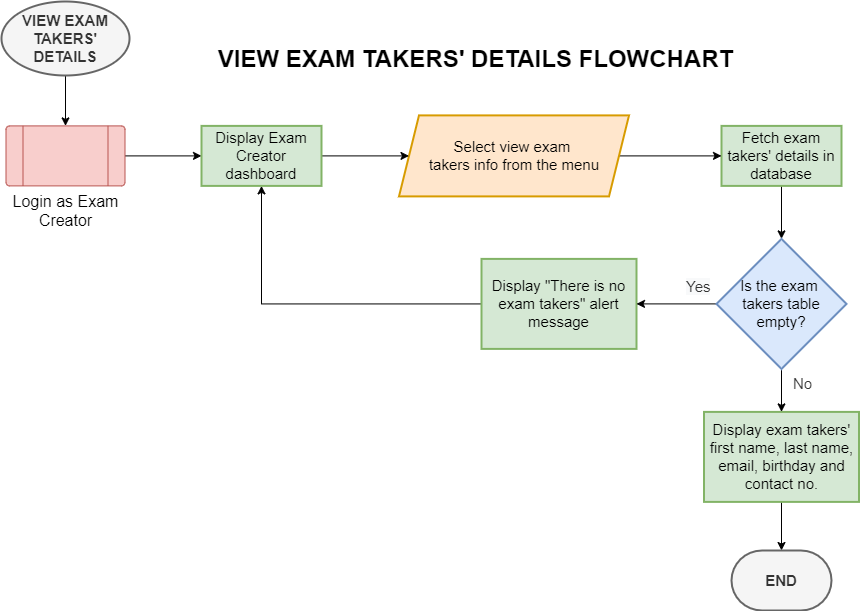 VIEW EXAM
TAKERS'
DETAILS
VIEW EXAM TAKERS' DETAILS FLOWCHART
Login as Exam
Creator
Display Exam
Creator
dashboard
Select view exam
takers info from the menu
Fetch exam
takers' details in
database
Is the exam
takers table
empty?
Yes
Display "There is no
exam takers" alert
message
No
Display exam takers'
first name, last name,
email, birthday and
contact no.
END